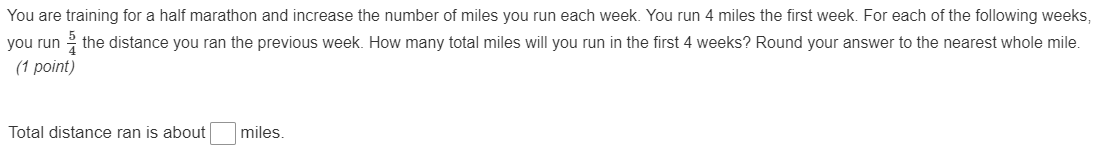 You are training for a half marathon and increase the number of miles you run each week. You run 4 miles the first week. For each of the following weeks,
you run 5/4 the distance you ran the previous week. How many total miles will you run in the first 4 weeks? Round your answer to the nearest whole mile.
(1 point)
Total distance ran is about miles.